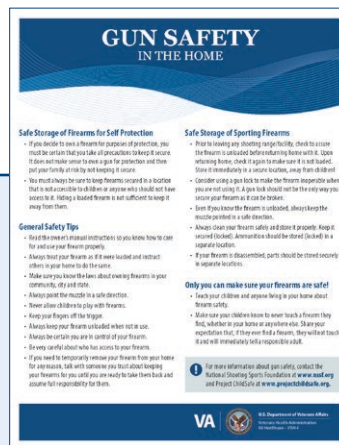 GUN SAFETY
IN THE HOME
Safe Storage of Firearms for Self Protection
• If you decide to own a firearm for purposes of protection, you
must be certain that you take all precautions to keep it secure.
It does not make sense to own a gun for protection and then
put your family at risk by not keeping it secure.
• You must always be sure to keep firearms secured in a location
that is not accessible to children or anyone who should not have
access to it. Hiding a loaded firearm is not sufficient to keep it
away from them.
General Safety Tips
• Read the owner's manual instructions so you know how to care
for and use your firearm properly.
• Always treat your firearm as if it were loaded and instruct
others in your home to do the same.
• Make sure you know the laws about owning firearms in your
community, city and state.
• Always point the muzzle in a safe direction.
• Never allow children to play with firearms.
• Keep your fingers off the trigger.
• Always keep your firearm unloaded when not in use.
• Always be certain you are in control of your firearm.
• Be very careful about who has access to your firearm.
• If you need to temporarily remove your firearm from your home
for any reason, talk with someone you trust about keeping
your firearms for you until you are ready to take them back and
assume full responsibility for them.
Safe Storage of Sporting Firearms
• Prior to leaving any shooting range/facility, check to assure
the firearm is unloaded before returning home with it. Upon
returning home, check it again to make sure it is not loaded.
Store it immediately in a secure location, away from children!
• Consider using a gun lock to make the firearm inoperable when
you are not using it. A gun lock should not be the only way you
secure your firearm as it can be broken.
• Even if you know the firearm is unloaded, always keep the
muzzle pointed in a safe direction.
• Always clean your firearm safely and store it properly. Keep it
secured (locked). Ammunition should be stored (locked) in a
separate location.
• If your firearm is disassembled, parts should be stored securely
in separate locations.
Only you can make sure your firearms are safe!
• Teach your children and anyone living in your home about
firearm safety.
• Make sure your children know to never touch a firearm they
find, whether in your home or anywhere else. Share your
expectation that, if they ever find a firearm, they will not touch
it and will immediately tell a responsible adult.
For more information about gun safety, contact the
National Shooting Sports Foundation at www.nssf.org
and Project ChildSafe at www.projectchildsafe.org.
VA
U.S. Department of Veterans Affairs
Veterans Health Administration